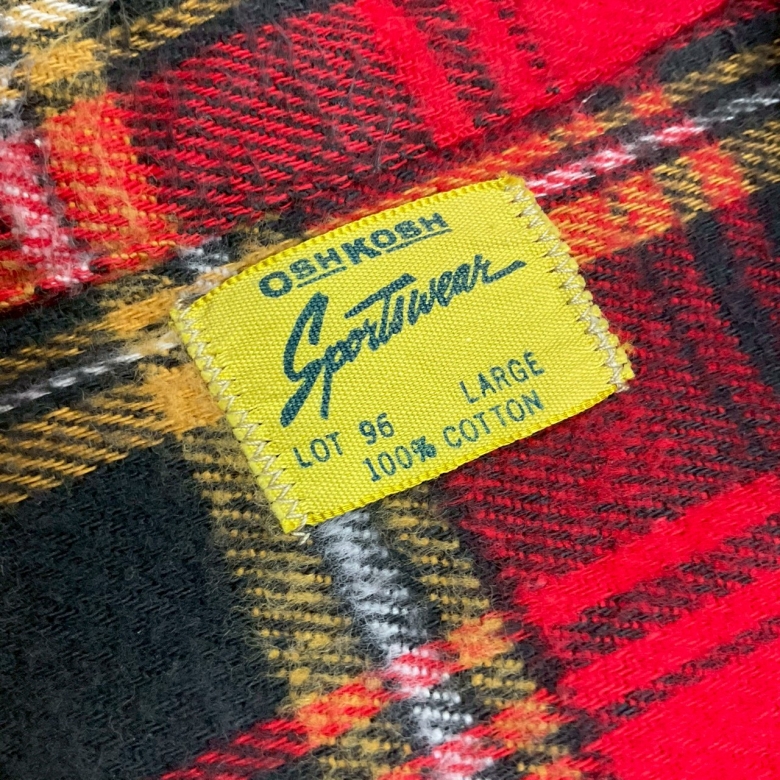 OSHKOSH
Sportswear
LARGE
LOT 96
100% COTTON